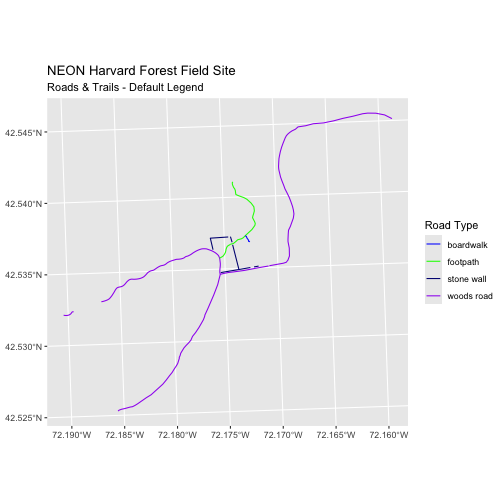 NEON Harvard Forest Field Site
Roads & Trails - Default Legend
42.545°N
42.540°N
42.535°N
42.530°N
42.525°N
72.190°W 72.185°W 72.180°W 72.175°W 72.170°W 72.165°W 72.160°W
Road Type
boardwalk
footpath
stone wall
woods road